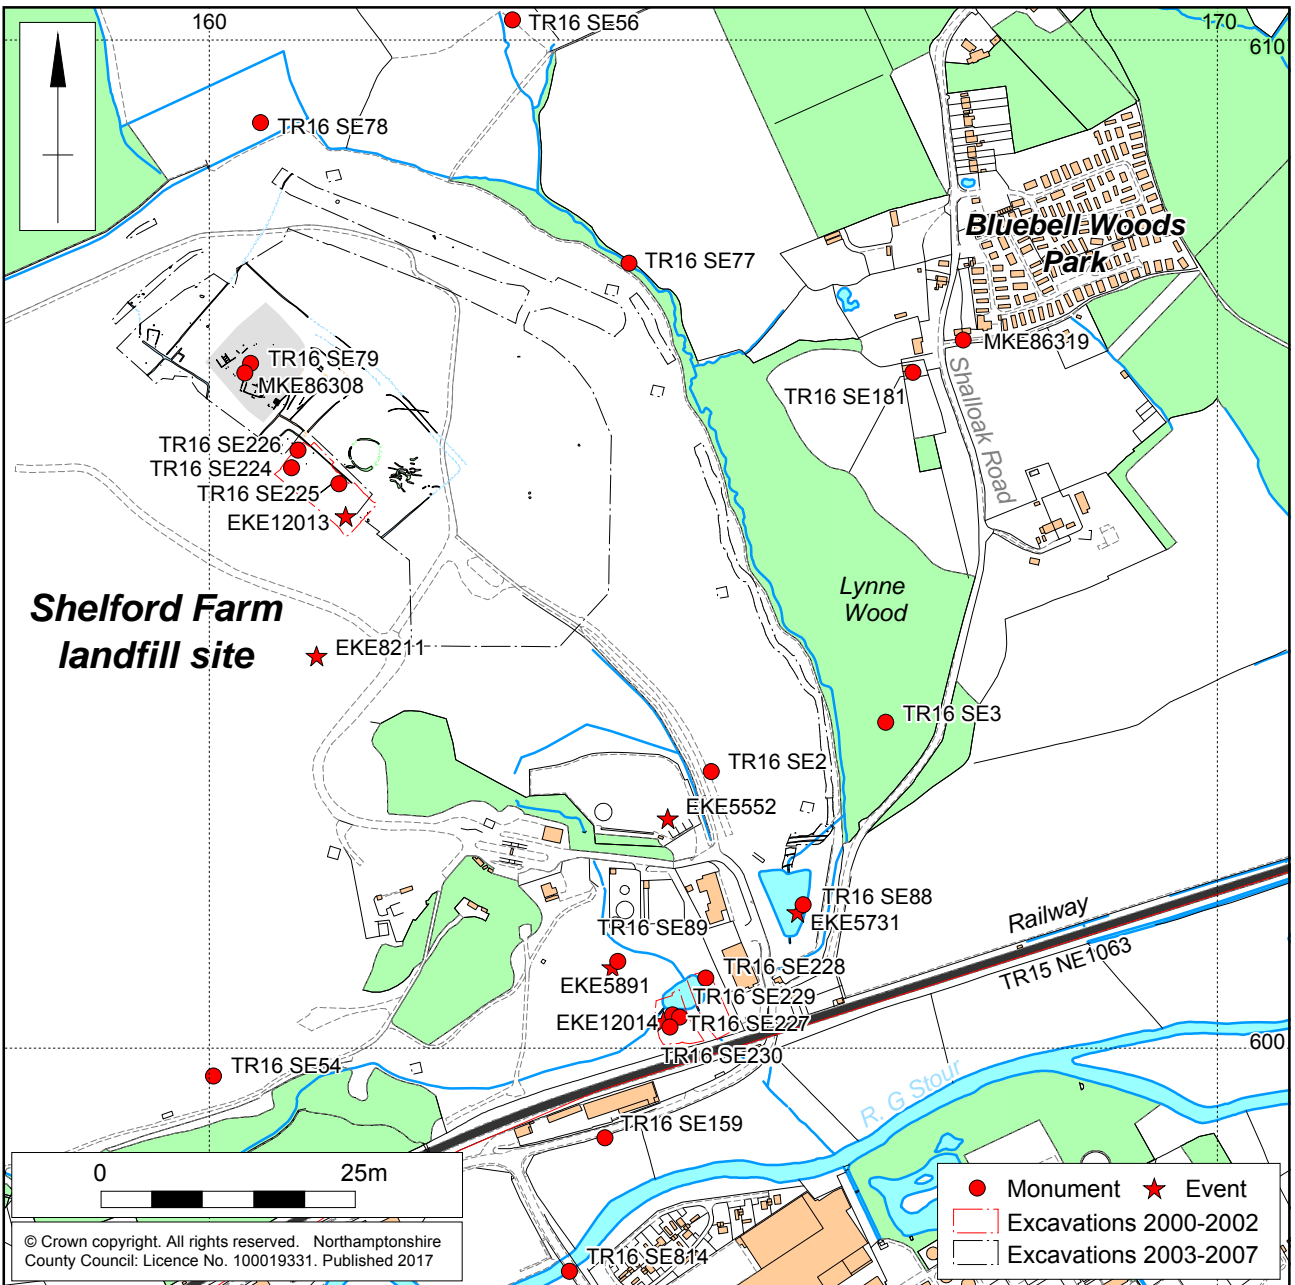 160
TR16 SE56
170
610
TR16 SE78
Bluebell Woods
Park
TR16 SE77
MKE86319
TR16 SE79
MKE86308
TR16 SE181
Shalloak Road
TR16 SE226
TR16 SE224
TR16 SE225
EKE12013
Lynne
Wood
Shelford Farm
landfill site
EKE8211
TR16 SE3
TR16 SE2
EKE5552
TR16 SE88
EKE5731
TR16 SE89
Railway
TR15 NE1063
TR16 SE228
EKE5891
TR16 SE229
EKE12014
TR16 SE227
TR16 SE230
600
TR16 SE54
R. G Stour
TR16 SE159
0 25m
Monument Event
Excavations 2000-2002
Excavations 2003-2007
© Crown copyright. All rights reserved. Northamptonshire
County Council: Licence No. 100019331. Published 2017
TR16 SE814